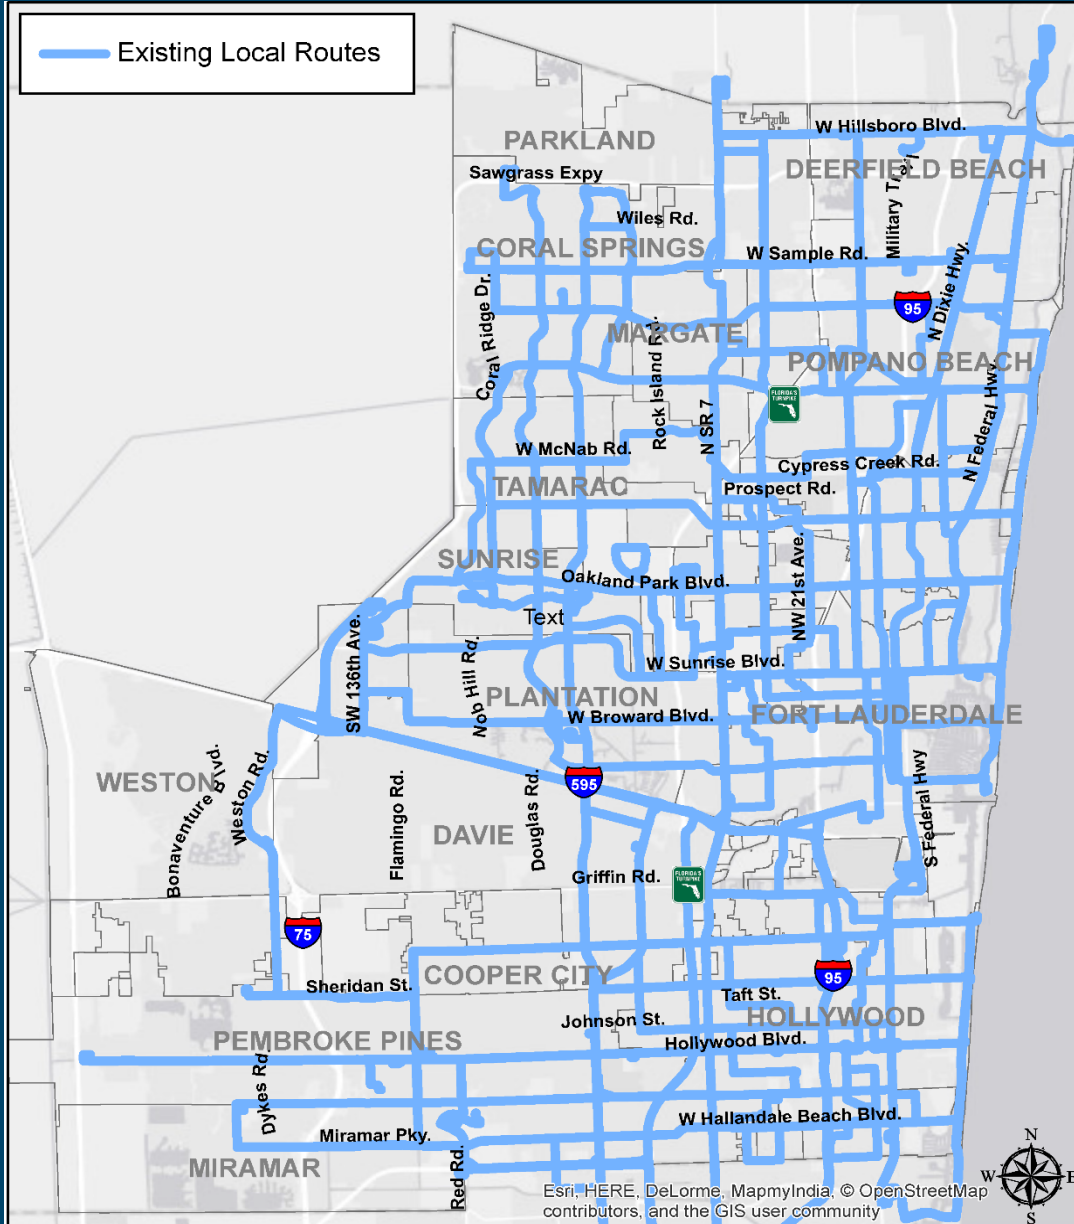 Existing Local Routes
W Hillsboro Blvd.
PARKLAND
DEERFIELD BEACH
Sawgrass Expy
Military Trail
Wiles Rd.
CORAL SPRINGS
W Sample Rd.
95
N Dixie Hwy.
Coral Ridge Dr.
MARGATE
Rock Island Rd.
POMPANO BEACH
FLORIDA'S
TURNPIKE
N SR 7
N Federal Hwy.
W McNab Rd.
Cypress Creek Rd.
TAMARAC
Prospect Rd.
SUNRISE
Oakland Park Blvd.
NW 21st Ave.
Text
SW 136th Ave.
Nob Hill Rd.
W Sunrise Blvd.
PLANTATION
W Broward Blvd.
FORT LAUDERDALE
WESTON
Bonaventure Blvd.
Weston Rd.
Flamingo Rd.
Douglas Rd.
595
S Federal Hwy
DAVIE
Griffin Rd.
FLORIDA'S
TURNPIKE
75
95
COOPER CITY
Sheridan St.
Taft St.
Johnson St.
HOLLYWOOD
PEMBROKE PINES
Hollywood Blvd.
Dykes Rd.
W Hallandale Beach Blvd.
Miramar Pky.
MIRAMAR
Red Rd.
N
W
E
S
Esri, HERE, DeLorme, MapmyIndia, © OpenStreetMap
contributors, and the GIS user community